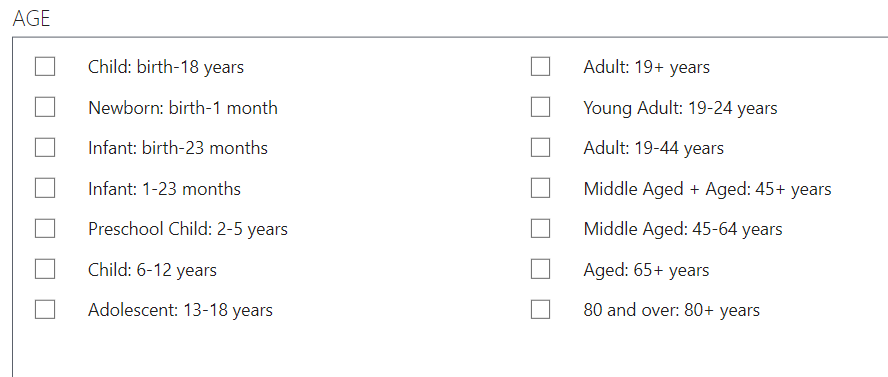 AGE
Child: birth-18 years
Newborn: birth-1 month
Infant: birth-23 months
Infant: 1-23 months
Preschool Child: 2-5 years
Child: 6-12 years
Adolescent: 13-18 years
Adult: 19+ years
Young Adult: 19-24 years
Adult: 19-44 years
Middle Aged + Aged: 45+ years
Middle Aged: 45-64 years
Aged: 65+ years
80 and over: 80+ years